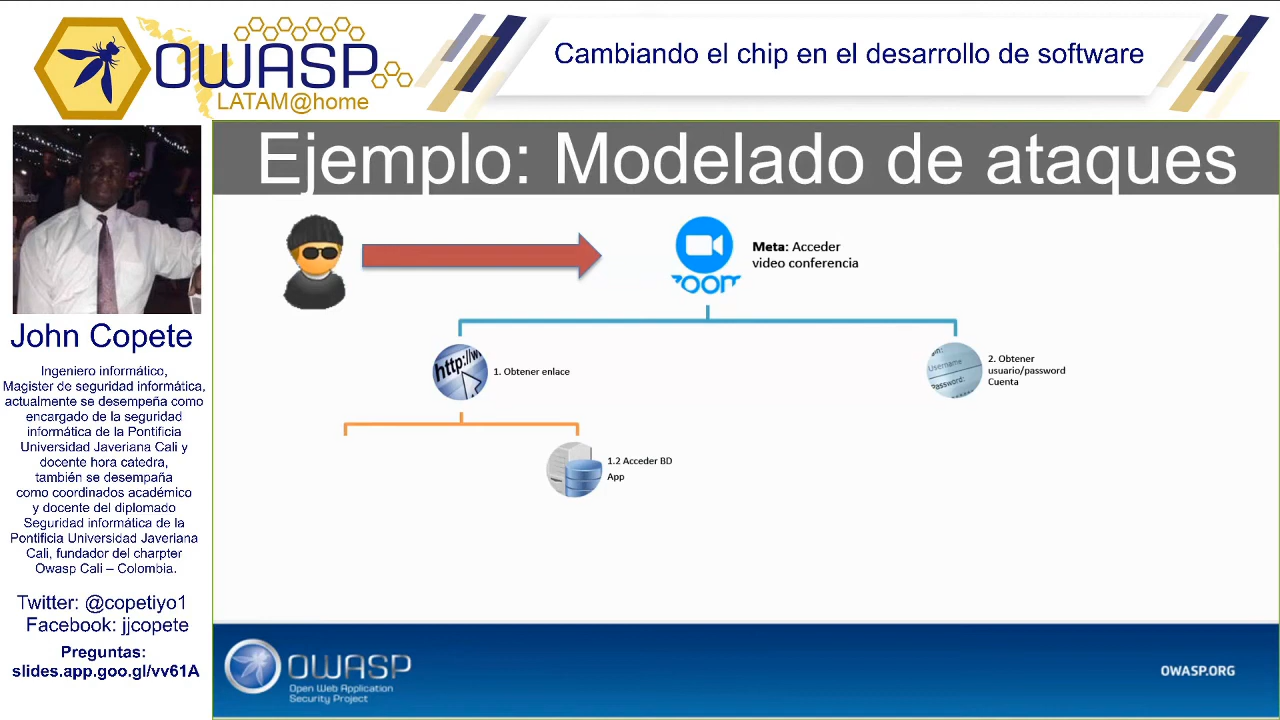 OWASP
LATAM@home
Cambiando el chip en el desarrollo de software
Ejemplo: Modelado de ataques
John Copete
Ingeniero informático,
Magister de seguridad informática,
actualmente se desempeña como
encargado de la seguridad
informática de la Pontificia
Universidad Javeriana Cali y
docente hora catedra,
también se desempaña
como coordinados académico
y docente del diplomado
Seguridad informática de la
Pontificia Universidad Javeriana
Cali, fundador del charpter
Owasp Cali – Colombia.
Twitter: @copetiyo1
Facebook: jjcopete
Preguntas:
slides.app.goo.gl/vv61A
zoom
Meta: Acceder
video conferencia
http://w
1. Obtener enlace
Username
Password:
2. Obtener
usuario/password
Cuenta
1.2 Acceder BD
App
OWASP
Open Web Application
Security Project
OWASP.ORG